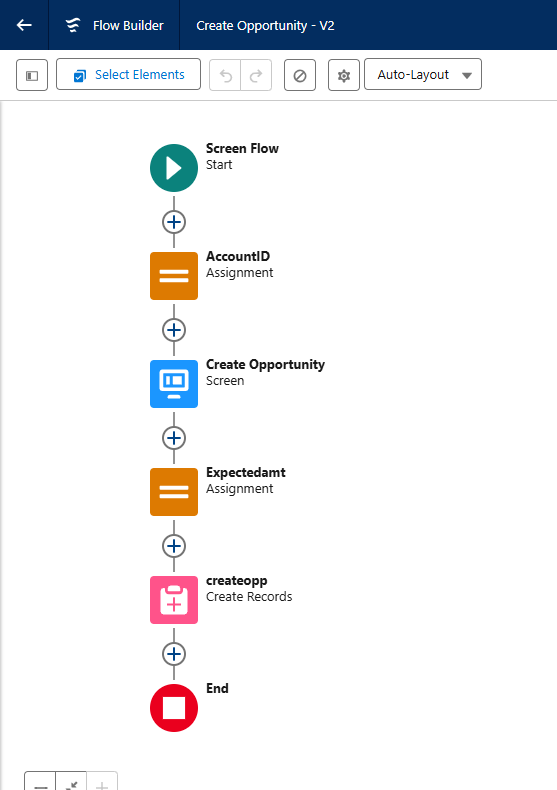 Flow Builder
Create Opportunity - V2
Select Elements
Auto-Layout
Screen Flow
Start
AccountID
Assignment
Create Opportunity
Screen
Expectedamt
Assignment
createopp
Create Records
End